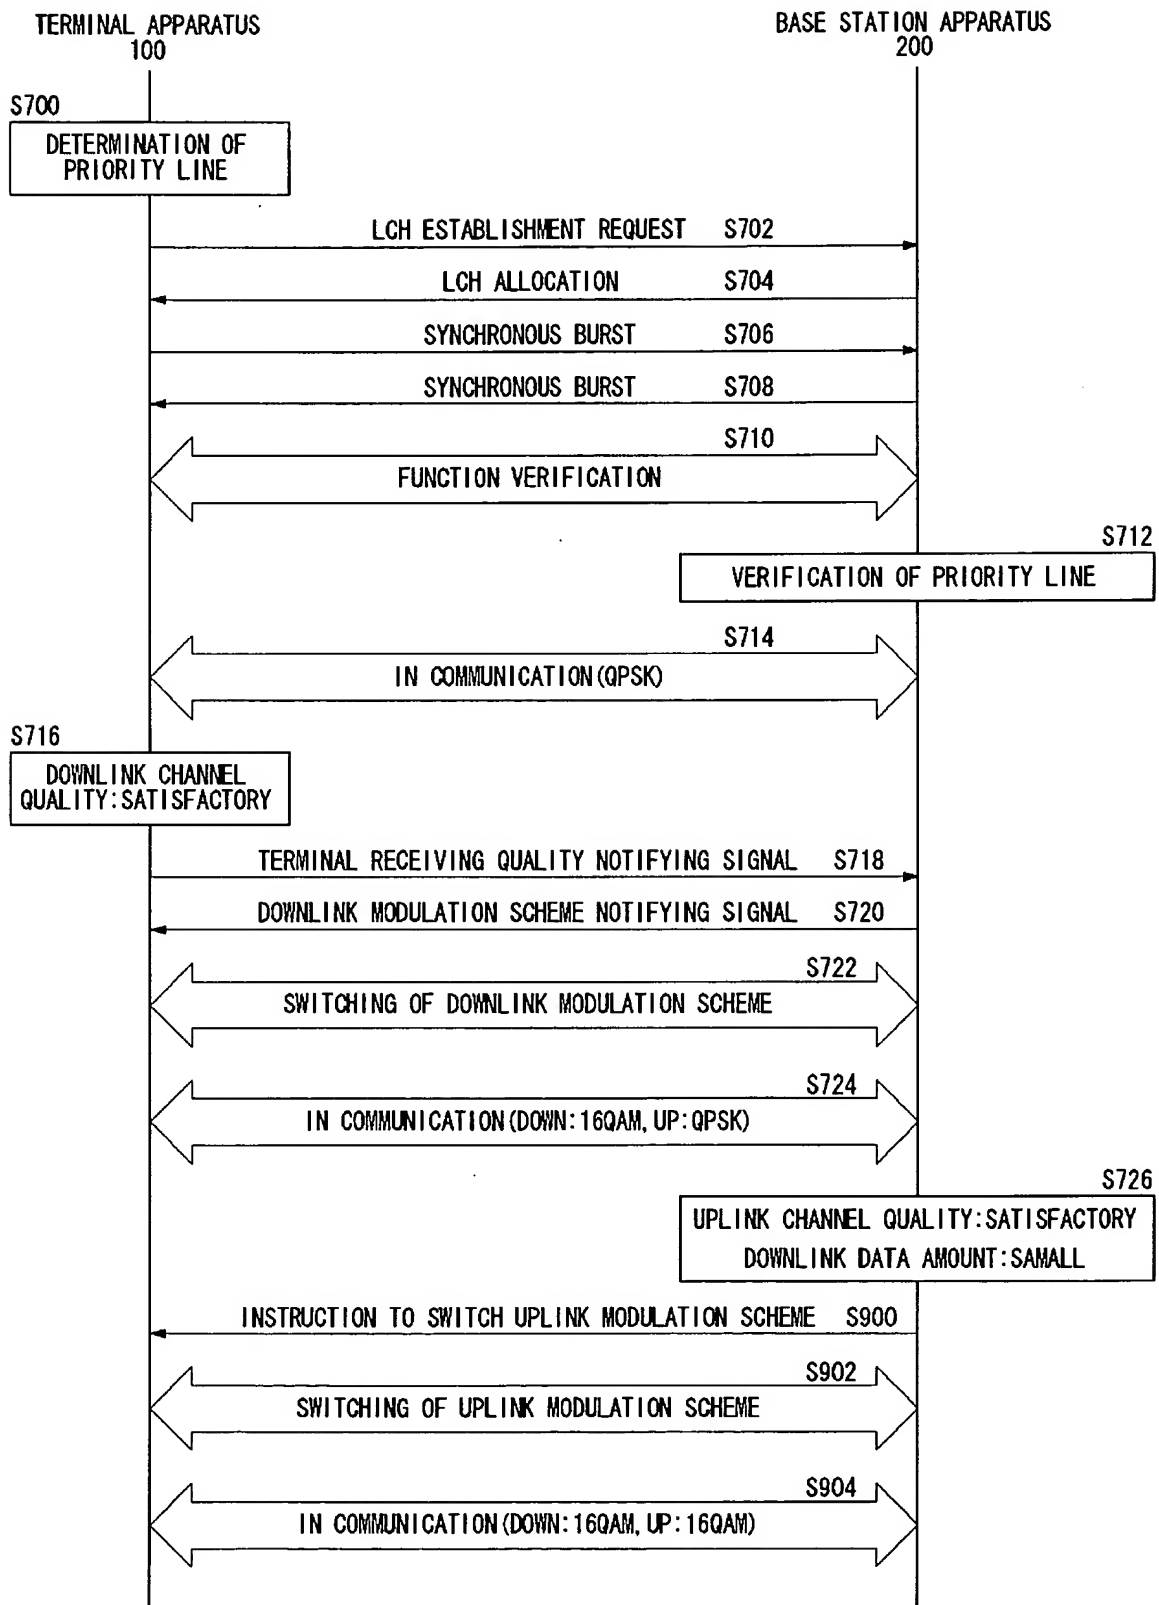 TERMINAL APPARATUS
100
BASE STATION APPARATUS
200
S700
DETERMINATION OF
PRIORITY LINE
LCH ESTABLISHMENT REQUEST S702
LCH ALLOCATION S704
SYNCHRONOUS BURST S706
SYNCHRONOUS BURST S708
S710
FUNCTION VERIFICATION
S712
VERIFICATION OF PRIORITY LINE
S714
IN COMMUNICATION(QPSK)
S716
DOWNLINK CHANNEL
QUALITY:SATISFACTORY
TERMINAL RECEIVING QUALITY NOTIFYING SIGNAL S718
DOWNLINK MODULATION SCHEME NOTIFYING SIGNAL S720
S722
SWITCHING OF DOWNLINK MODULATION SCHEME
S724
IN COMMUNICATION(DOWN:16QAM, UP:QPSK)
S726
UPLINK CHANNEL QUALITY:SATISFACTORY
DOWNLINK DATA AMOUNT:SAMALL
INSTRUCTION TO SWITCH UPLINK MODULATION SCHEME S900
S902
SWITCHING OF UPLINK MODULATION SCHEME
S904
IN COMMUNICATION(DOWN:16QAM, UP:16QAM)